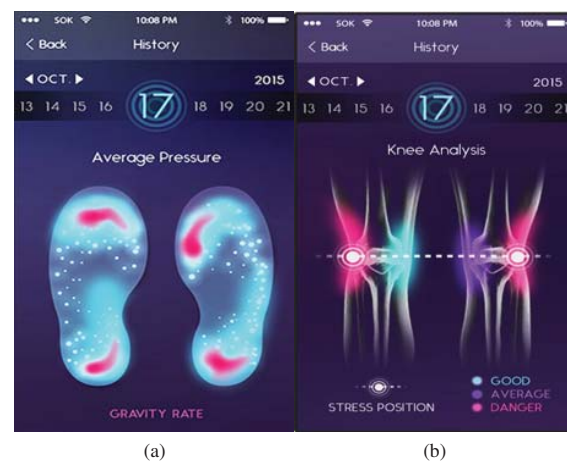 SOK 10:08 PM 100%
Back History
OCT. 2015
13 14 15 16 17 18 19 20 21
Average Pressure
GRAVITY RATE
(a)
SOK 10:08 PM 100%
Back History
OCT. 2015
13 14 15 16 17 18 19 20 21
Knee Analysis
STRESS POSITION
GOOD
AVERAGE
DANGER
(b)